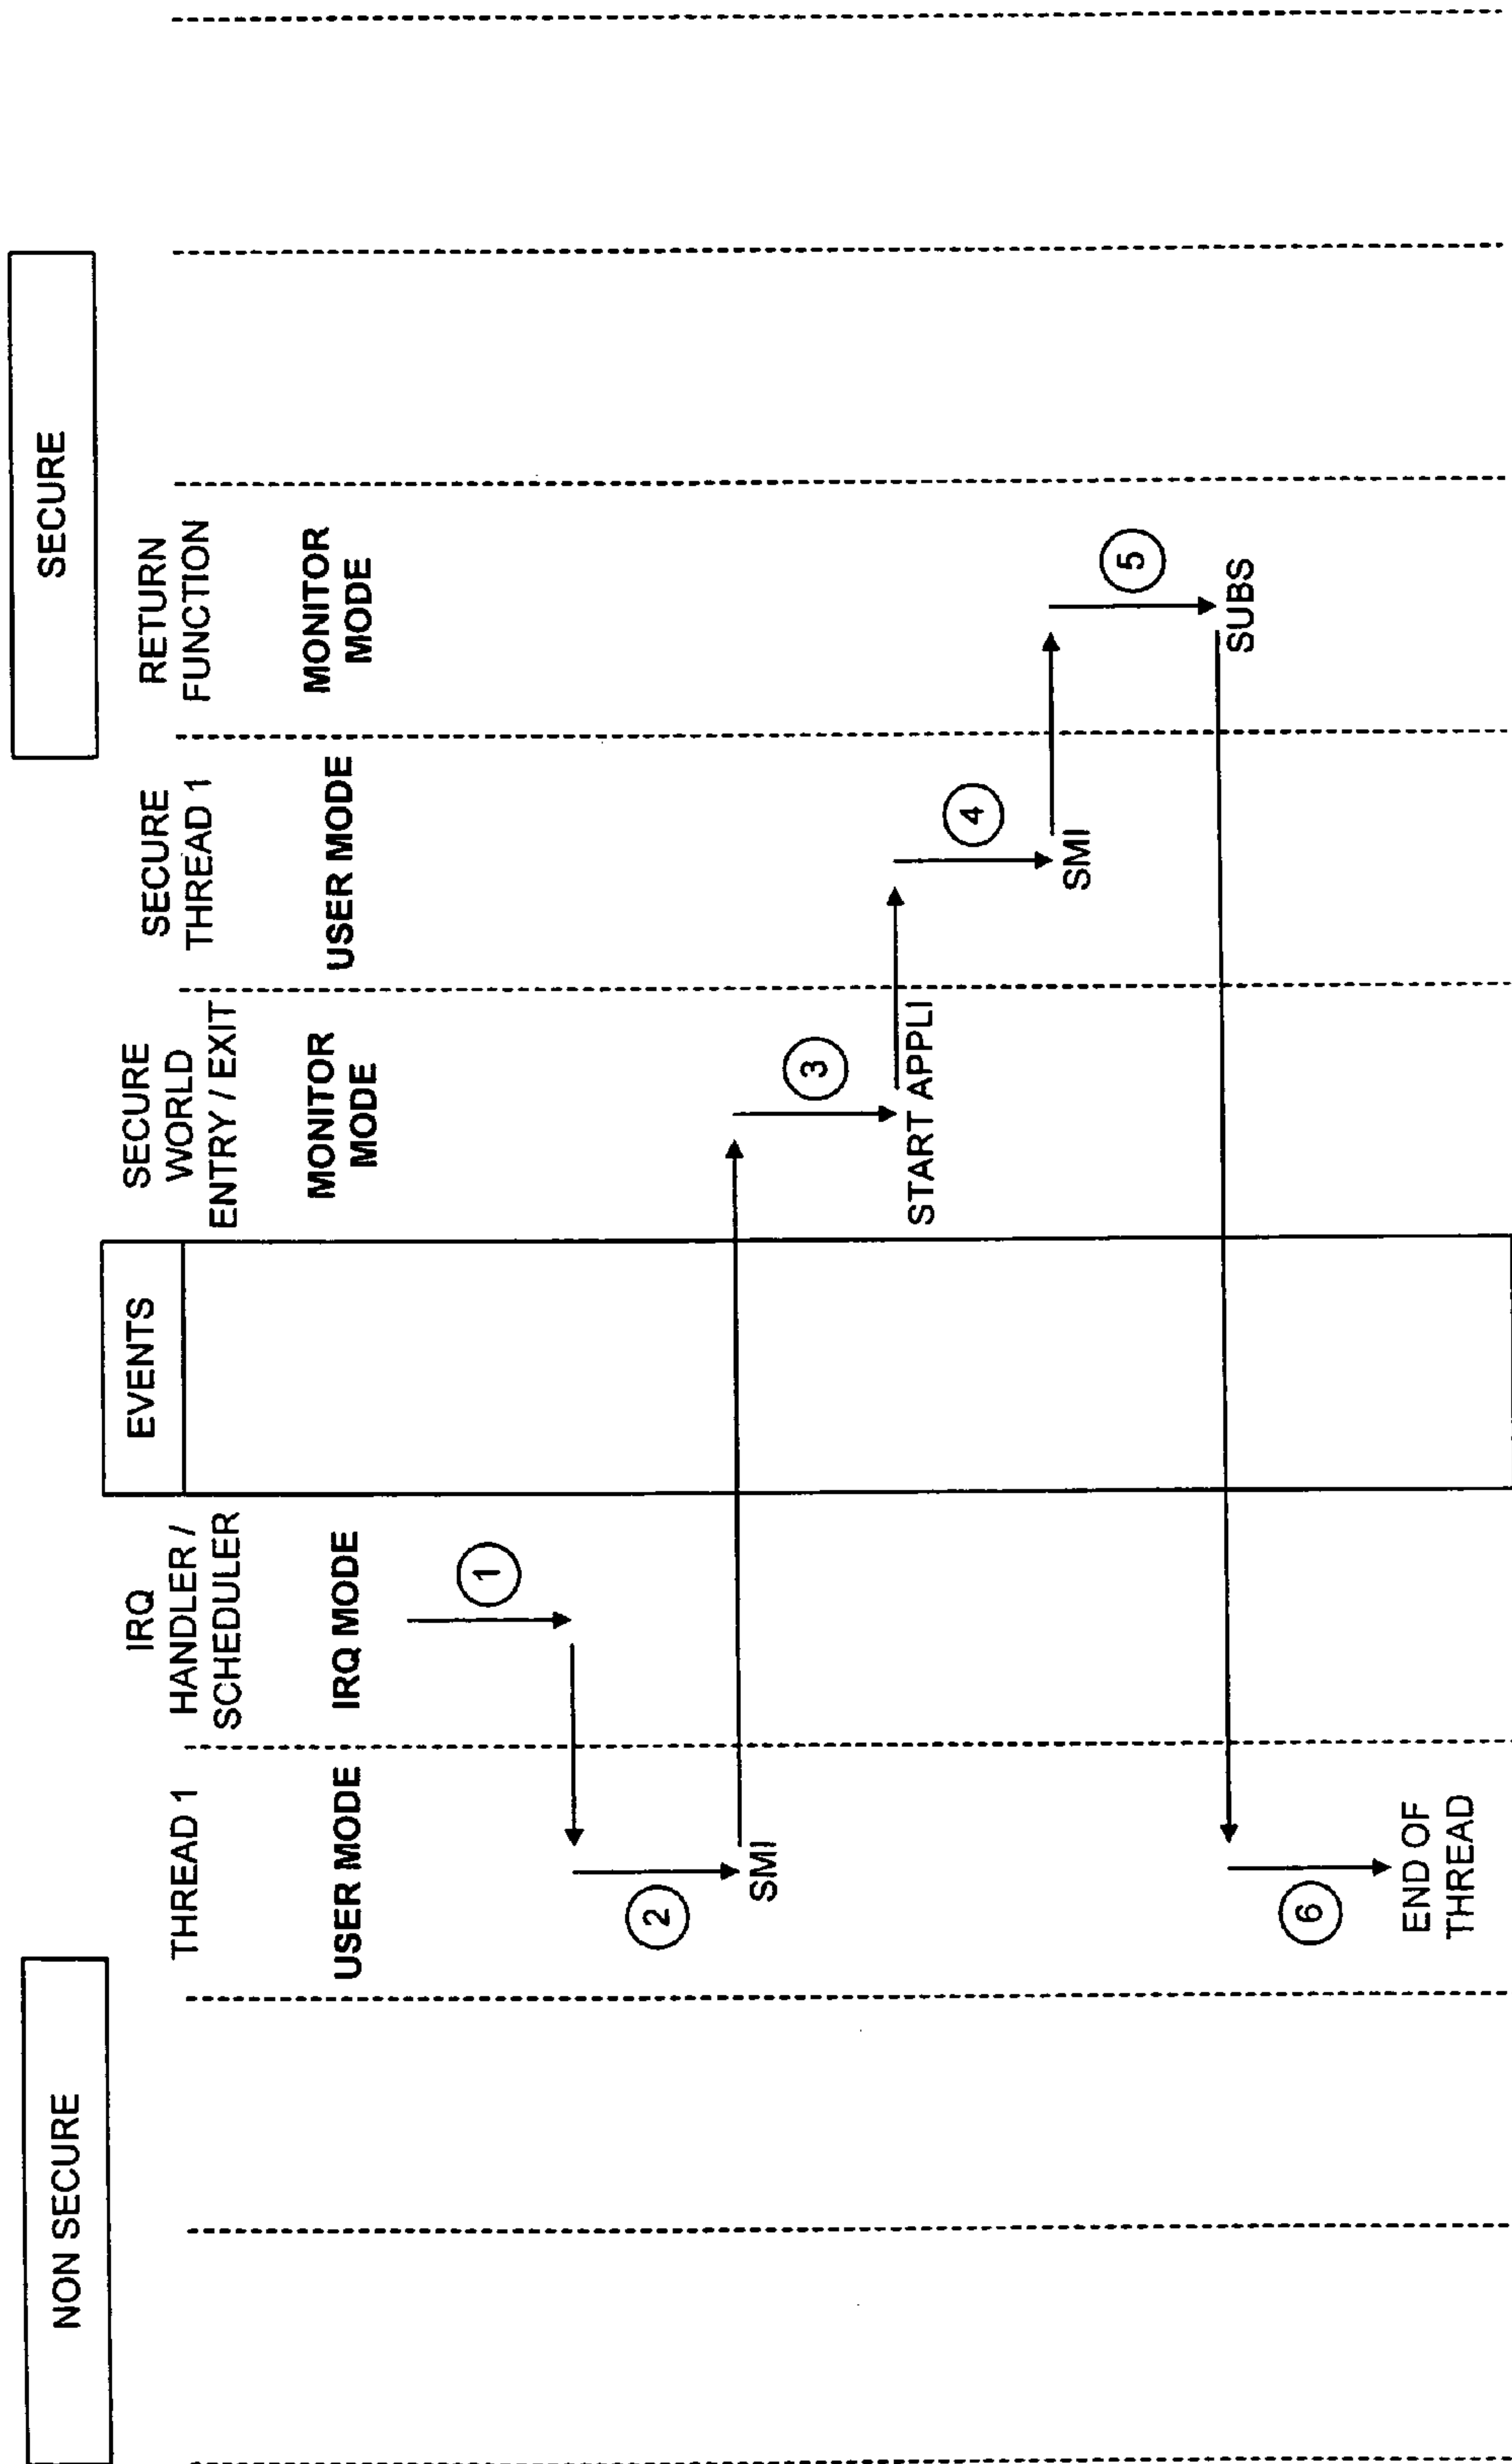 NON SECURE
SECURE
THREAD 1
IRQ
HANDLER /
SCHEDULER
EVENTS
SECURE
WORLD
ENTRY / EXIT
SECURE
THREAD 1
RETURN
FUNCTION
USER MODE
IRQ MODE
MONITOR
MODE
USER MODE
MONITOR
MODE
1
2
SMI
3
START APPLI
4
SMI
5
SUBS
6
END OF
THREAD